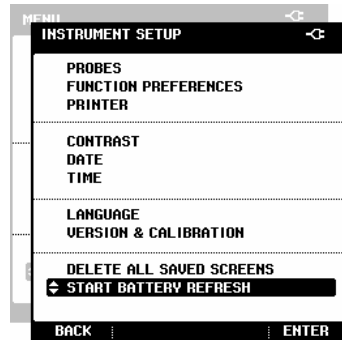 MENU
INSTRUMENT SETUP
PROBES
FUNCTION PREFERENCES
PRINTER
CONTRAST
DATE
TIME
LANGUAGE
VERSION & CALIBRATION
DELETE ALL SAVED SCREENS
START BATTERY REFRESH
BACK ENTER